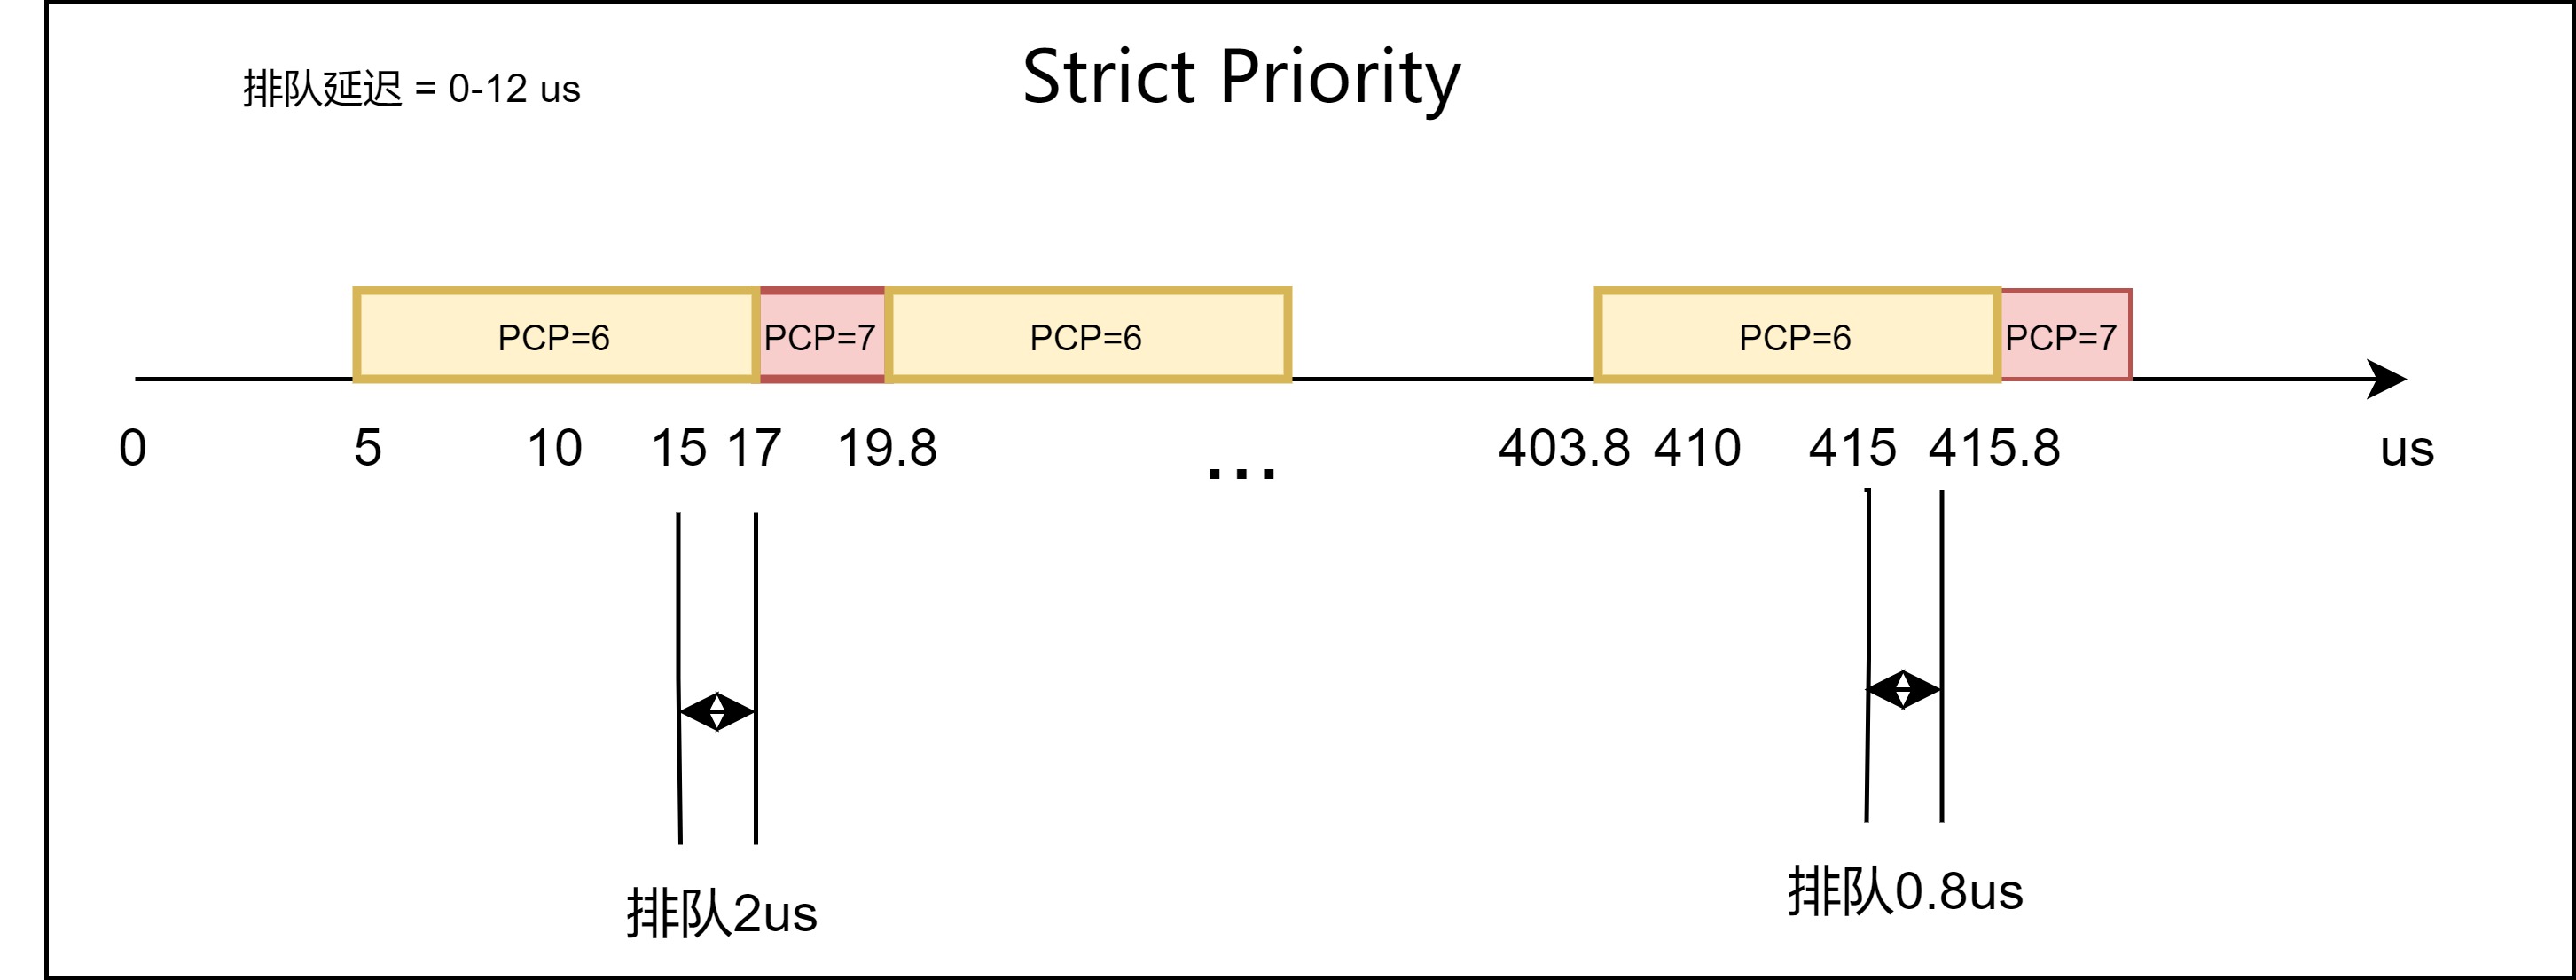 Strict Priority
排队延迟 = 0-12 us
PCP=6 PCP=7 PCP=6 PCP=6 PCP=7
0 5 10 15 17 19.8 ... 403.8 410 415 415.8 us
排队2us
排队0.8us